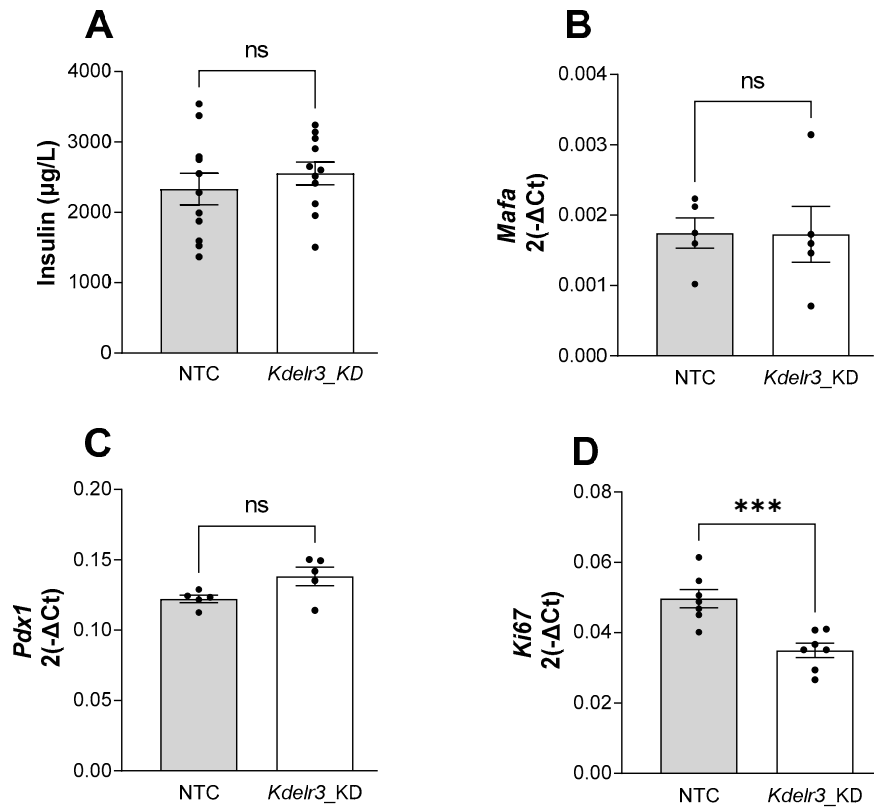 A
ns
Insulin (µg/L)
4000
3000
2000
1000
0
NTC
Kdelr3_KD
B
ns
Mafa
2(-ΔCt)
0.004
0.003
0.002
0.001
0.000
NTC
Kdelr3_KD
C
ns
Pdx1
2(-ΔCt)
0.20
0.15
0.10
0.05
0.00
NTC
Kdelr3_KD
D
***
Ki67
2(-ΔCt)
0.08
0.06
0.04
0.02
0.00
NTC
Kdelr3_KD